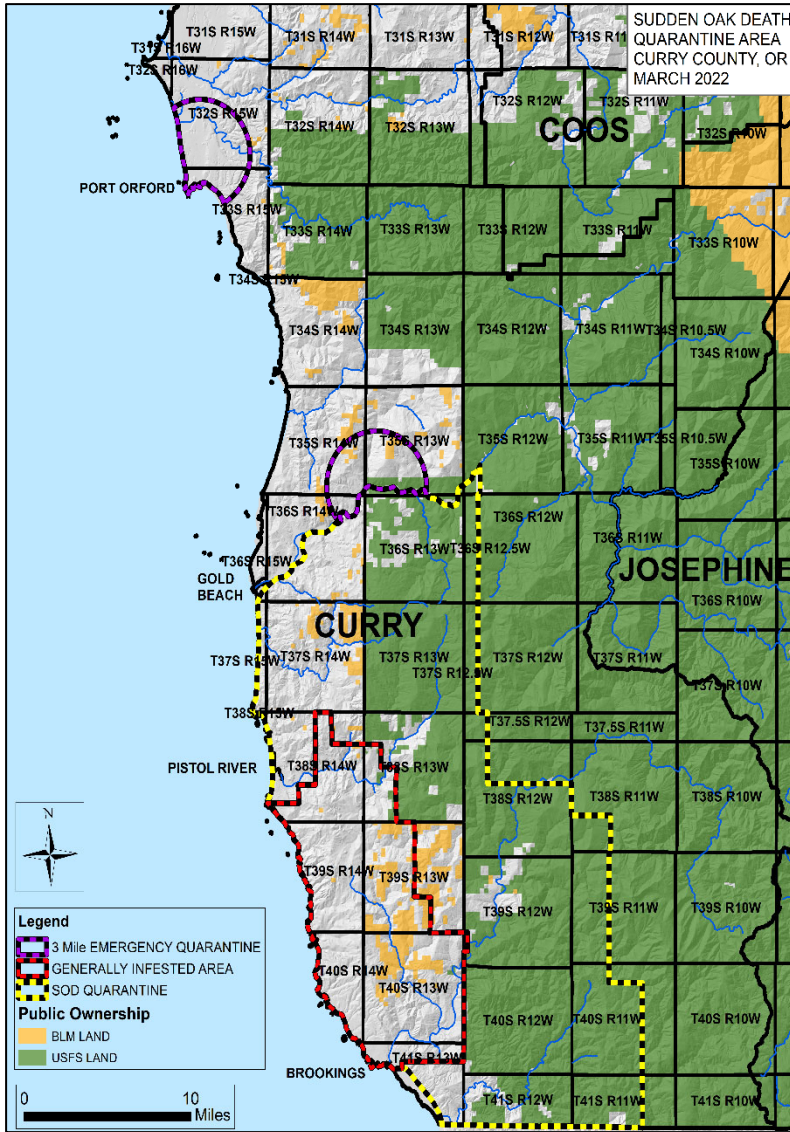 SUDDEN OAK DEATH
QUARANTINE AREA
CURRY COUNTY, OR
MARCH 2022
T31S R15W
T31S R14W
T31S R13W
T31S R12W
T31S R11
T31S R16W
T32S R16W
T32S R15W
T32S R14W
T32S R13W
T32S R12W
T32S R11W
T32S R10W
COOS
PORT ORFORD
T33S R15W
T33S R14W
T33S R13W
T33S R12W
T33S R11W
T33S R10W
T34S R15W
T34S R14W
T34S R13W
T34S R12W
T34S R11W
T34S R10.5W
T34S R10W
T35S R14W
T35S R13W
T35S R12W
T35S R11W
T35S R10.5W
T35S R10W
T36S R14W
T36S R12W
T36S R11W
T36S R15W
T36S R13W
T36S R12.5W
GOLD
BEACH
JOSEPHINE
T36S R10W
CURRY
T37S R15W
T37S R14W
T37S R13W
T37S R12W
T37S R11W
T37S R10W
T38S R15W
T37.5S R12W
T37.5S R11W
PISTOL RIVER
T38S R14W
T38S R12W
T38S R11W
T38S R10W
N
T39S R14W
T39S R13W
T39S R12W
T39S R11W
T39S R10W
Legend
3 Mile EMERGENCY QUARANTINE
GENERALLY INFESTED AREA
SOD QUARANTINE
Public Ownership
BLM LAND
USFS LAND
T40S R14W
T40S R13W
T40S R12W
T40S R11W
T40S R10W
T41S R13W
BROOKINGS
T41S R12W
T41S R11W
T41S R10W
0 10
Miles